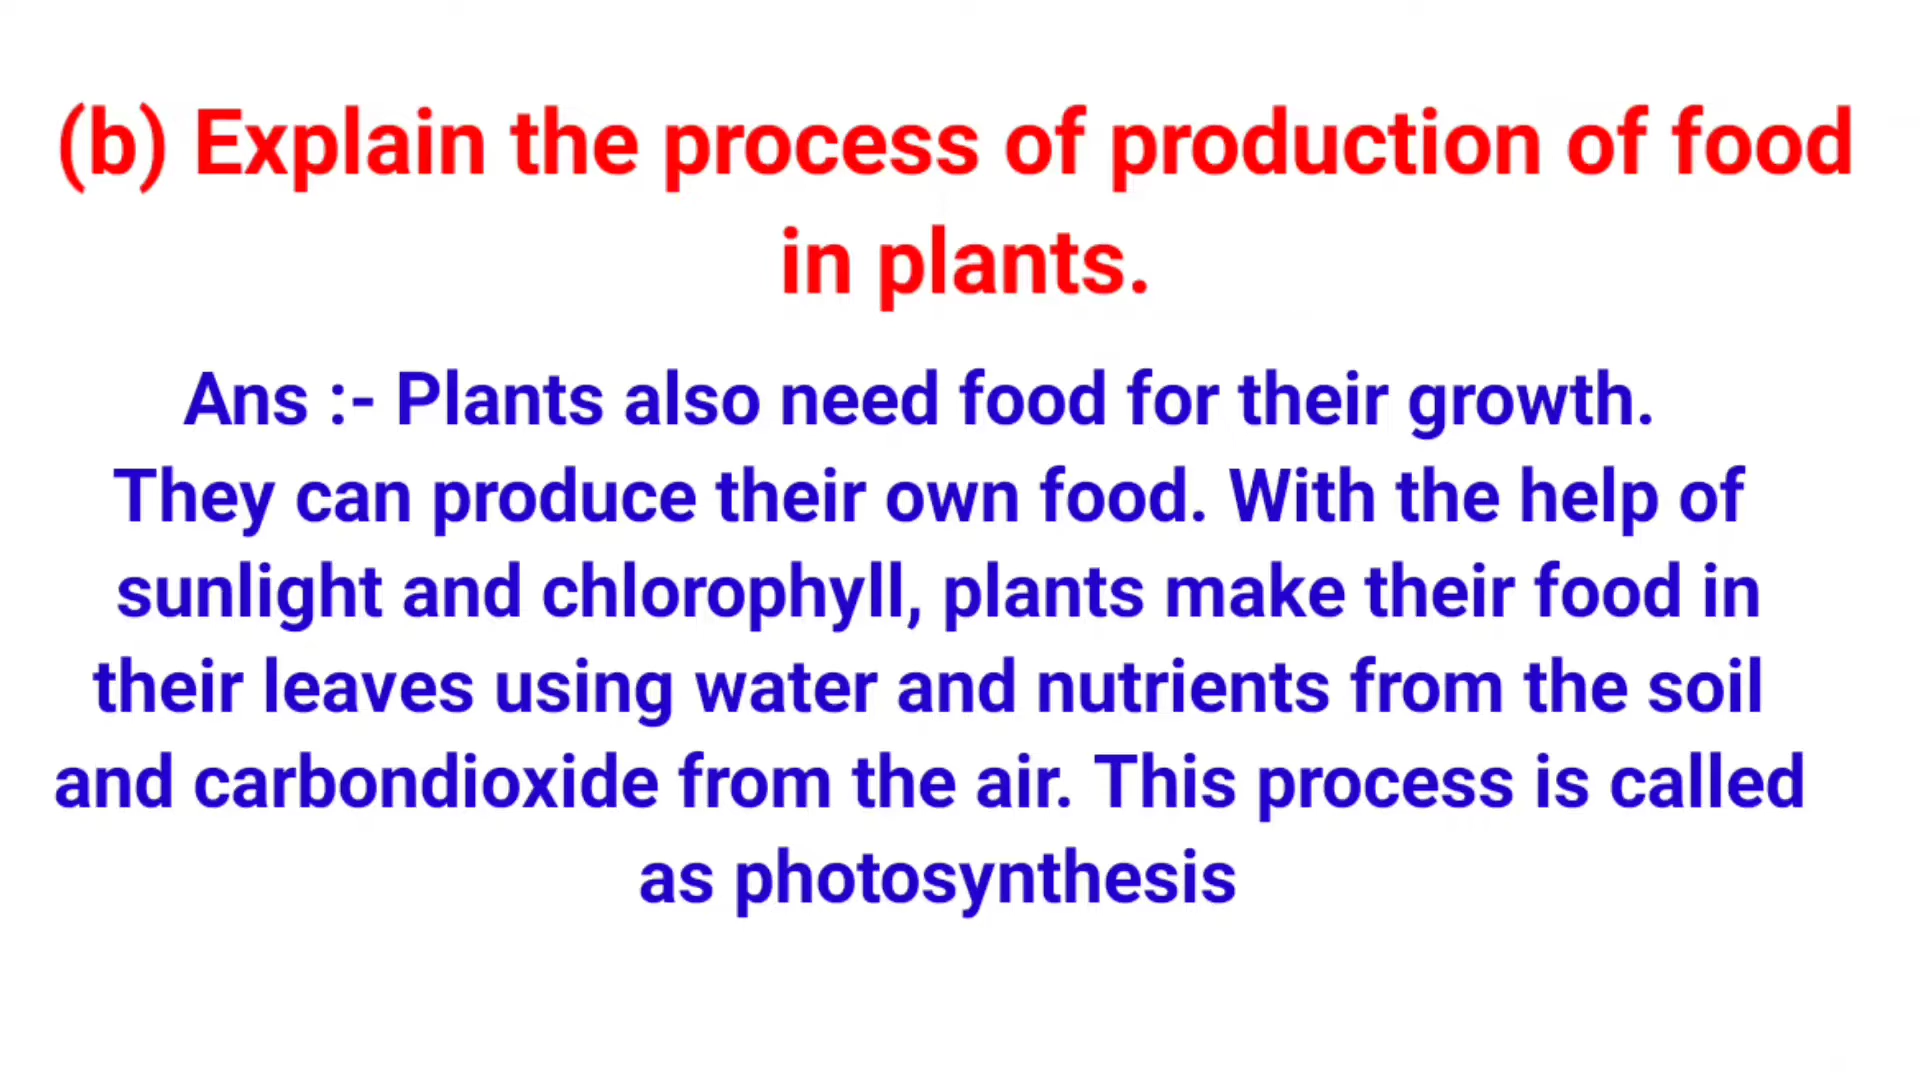 (b) Explain the process of production of food
in plants.
Ans :- Plants also need food for their growth.
They can produce their own food. With the help of
sunlight and chlorophyll, plants make their food in
their leaves using water and nutrients from the soil
and carbondioxide from the air. This process is called
as photosynthesis